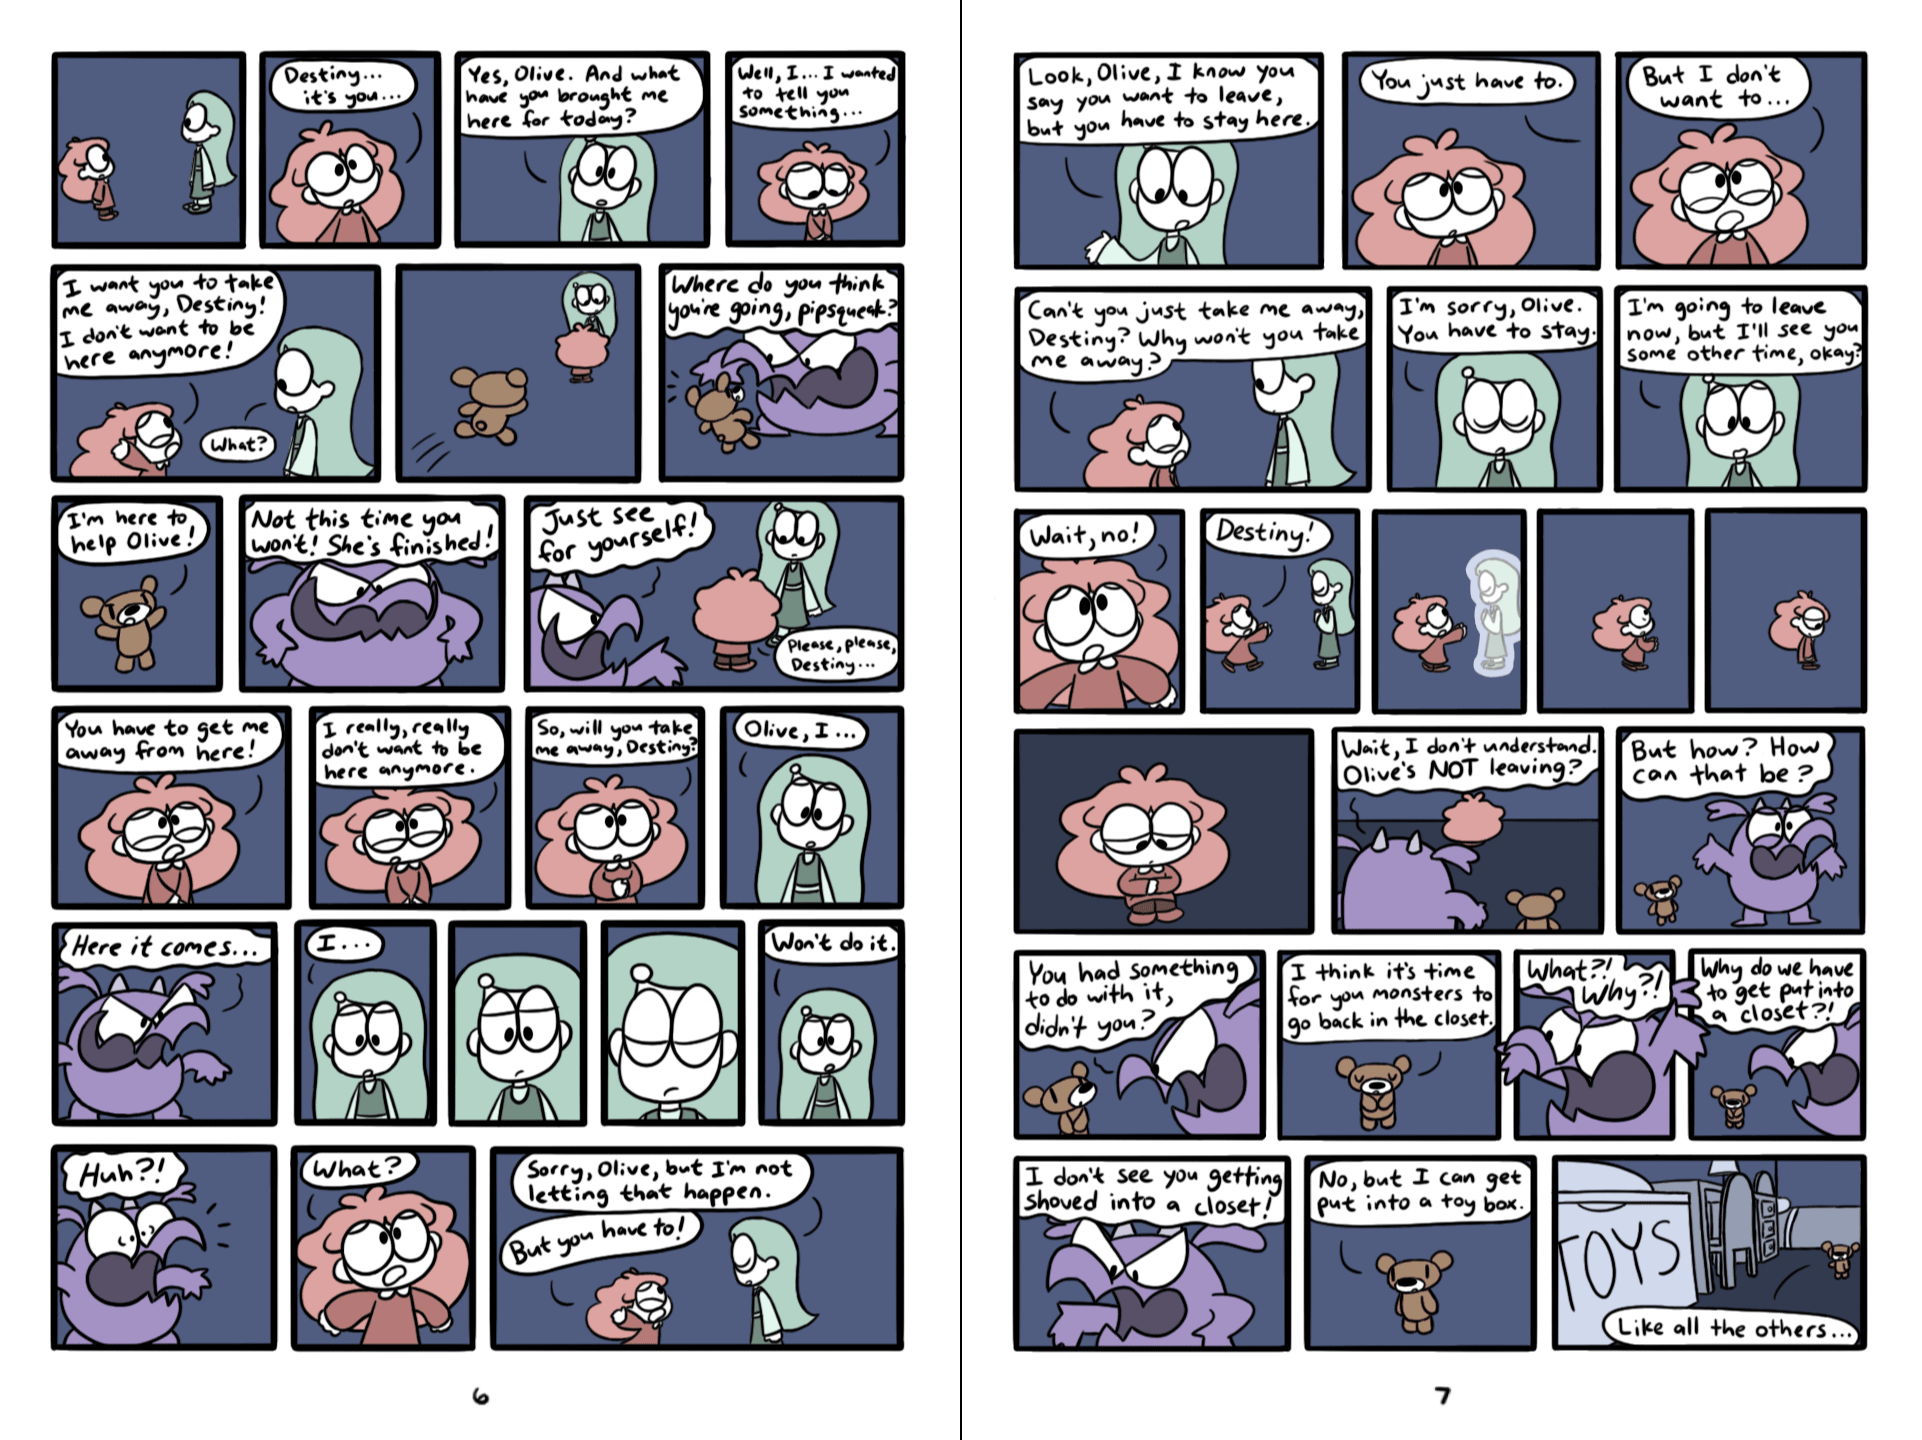 Destiny...
it's you...
Yes, Olive. And what
have you brought me
here for today?
Well, I... I wanted
to tell you
something...
I want you to take
me away, Destiny!
I don't want to be
here anymore!
What?
Where do you think
you're going, pipsqueak?
I'm here to
help Olive!
Not this time you
won't! She's finished!
Just see
for yourself!
Please, please,
Destiny...
You have to get me
away from here!
I really, really
don't want to be
here anymore.
So, will you take
me away, Destiny?
Olive, I...
Here it comes...
I...
Won't do it.
Huh?!
What?
Sorry, Olive, but I'm not
letting that happen.
But you have to!
6
Look, Olive, I know you
say you want to leave,
but you have to stay here.
You just have to.
But I don't
want to...
Can't you just take me away,
Destiny? Why won't you take
me away?
I'm sorry, Olive.
You have to stay.
I'm going to leave
now, but I'll see you
some other time, okay?
Wait, no!
Destiny!
Wait, I don't understand.
Olive's NOT leaving?
But how? How
can that be?
You had something
to do with it,
didn't you?
I think it's time
for you monsters to
go back in the closet.
What?!
Why?!
Why do we have
to get put into
a closet?!
I don't see you getting
shoved into a closet!
No, but I can get
put into a toy box.
TOYS
Like all the others...
7